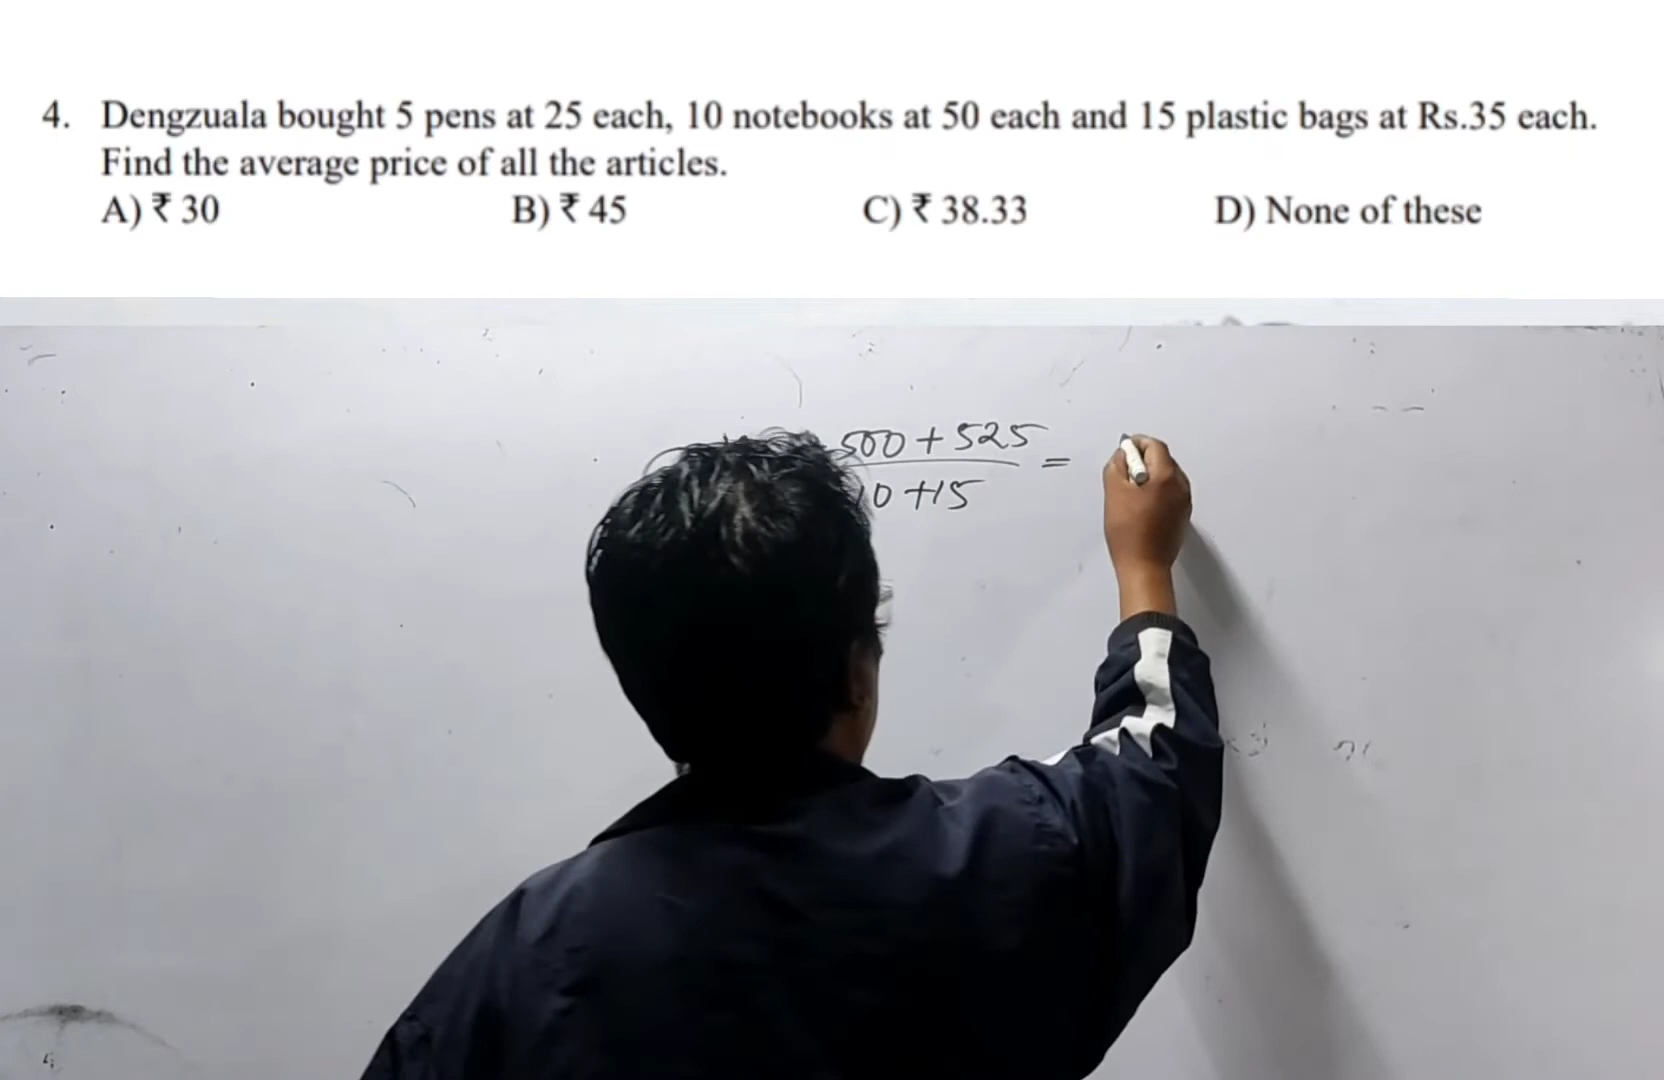 4. Dengzuala bought 5 pens at 25 each, 10 notebooks at 50 each and 15 plastic bags at Rs.35 each.
Find the average price of all the articles.
A) ₹ 30 B) ₹ 45 C) ₹ 38.33 D) None of these
500 + 525 =
10 + 15